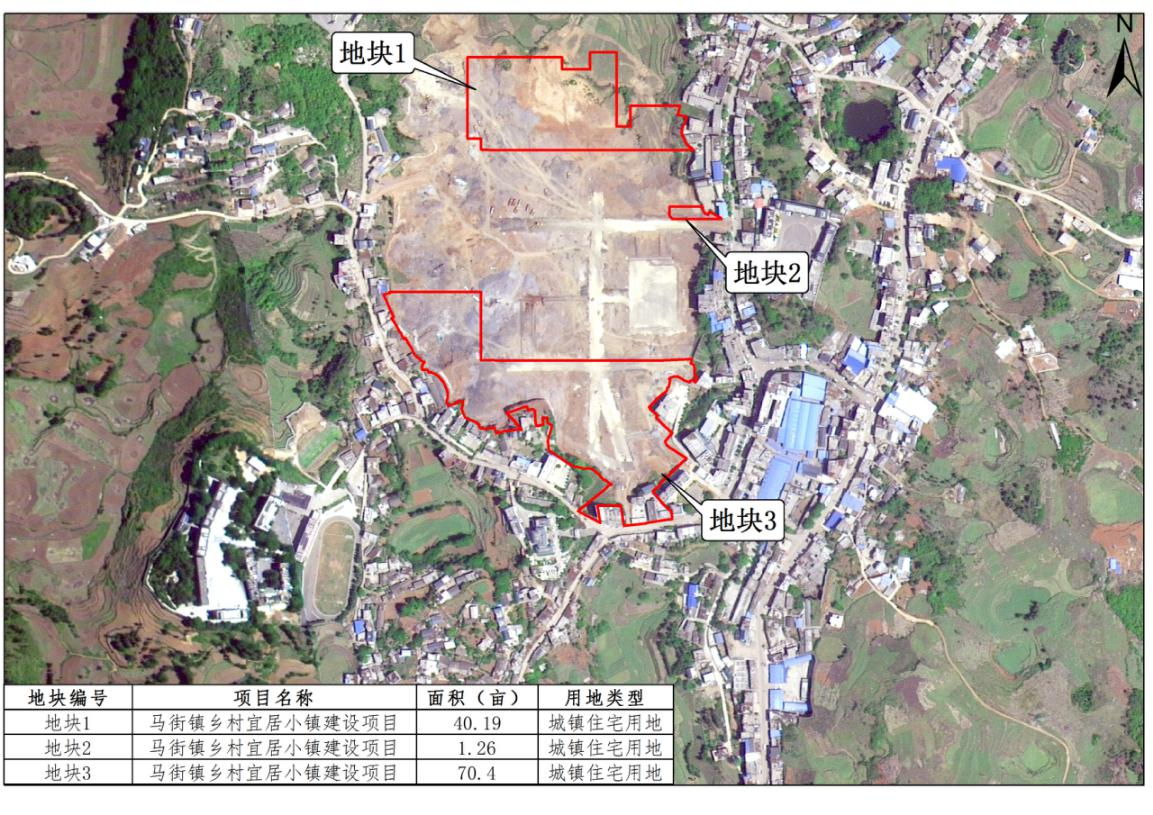 N
地块1
地块2
地块3
地块编号 项目名称 面积（亩） 用地类型
地块1 马街镇乡村宜居小镇建设项目 40.19 城镇住宅用地
地块2 马街镇乡村宜居小镇建设项目 1.26 城镇住宅用地
地块3 马街镇乡村宜居小镇建设项目 70.4 城镇住宅用地